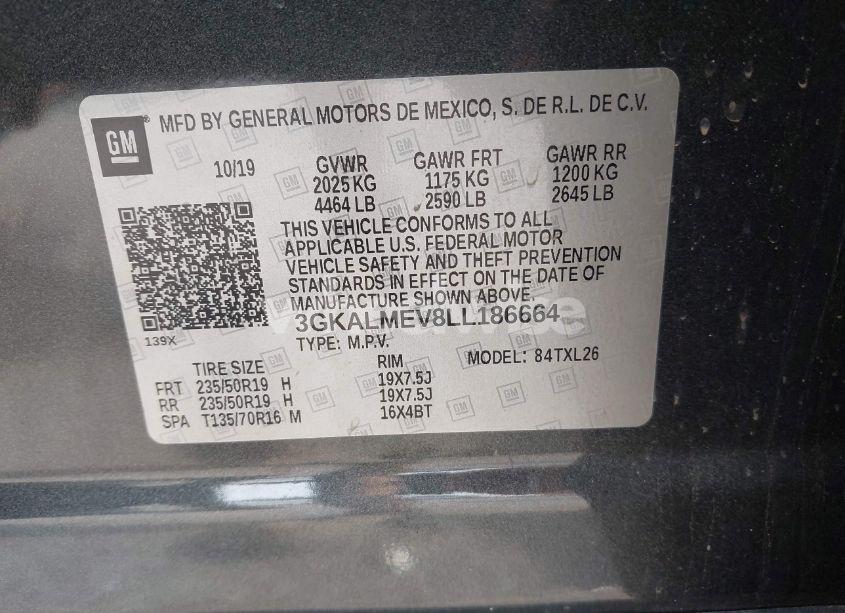 GM ® MFD BY GENERAL MOTORS DE MEXICO, S. DE R.L. DE C.V.
10/19 GVWR GAWR FRT GAWR RR
2025 KG 1175 KG 1200 KG
4464 LB 2590 LB 2645 LB
THIS VEHICLE CONFORMS TO ALL
APPLICABLE U.S. FEDERAL MOTOR
VEHICLE SAFETY AND THEFT PREVENTION
STANDARDS IN EFFECT ON THE DATE OF
MANUFACTURE SHOWN ABOVE.
3GKALMEV8LL186664
139X
TYPE: M.P.V. MODEL: 84TXL26
TIRE SIZE RIM
FRT 235/50R19 H 19X7.5J
RR 235/50R19 H 19X7.5J
SPA T135/70R16 M 16X4BT